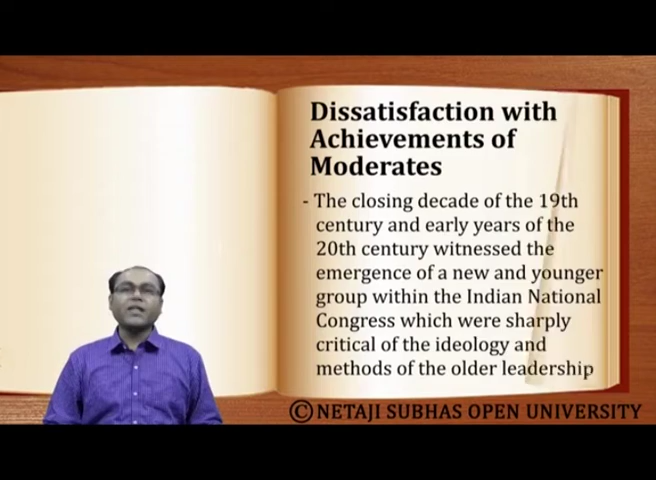 Dissatisfaction with
Achievements of
Moderates
- The closing decade of the 19th
century and early years of the
20th century witnessed the
emergence of a new and younger
group within the Indian National
Congress which were sharply
critical of the ideology and
methods of the older leadership
© NETAJI SUBHAS OPEN UNIVERSITY